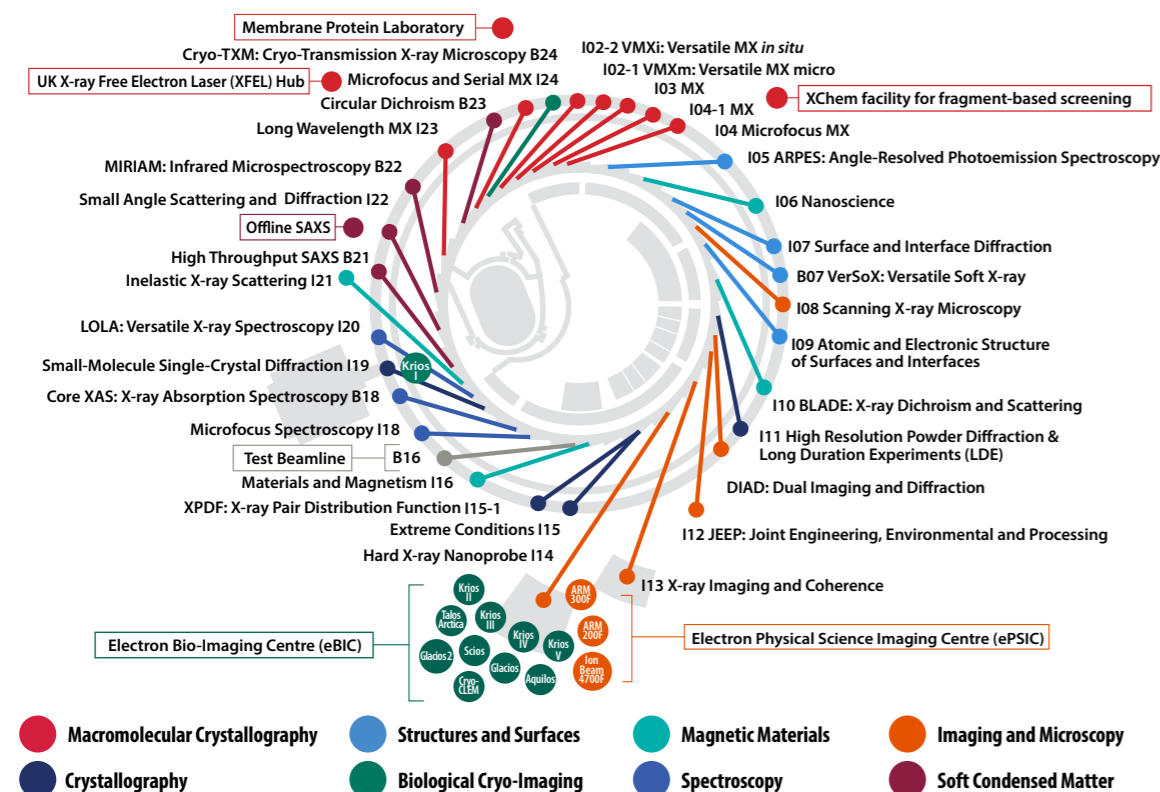 Membrane Protein Laboratory
Cryo-TXM: Cryo-Transmission X-ray Microscopy B24
UK X-ray Free Electron Laser (XFEL) Hub
Microfocus and Serial MX I24
Circular Dichroism B23
Long Wavelength MX I23
MIRIAM: Infrared Microspectroscopy B22
Small Angle Scattering and Diffraction I22
Offline SAXS
High Throughput SAXS B21
Inelastic X-ray Scattering I21
LOLA: Versatile X-ray Spectroscopy I20
Small-Molecule Single-Crystal Diffraction I19
Krios
I
Core XAS: X-ray Absorption Spectroscopy B18
Microfocus Spectroscopy I18
Test Beamline
B16
Materials and Magnetism I16
XPDF: X-ray Pair Distribution Function I15-1
Extreme Conditions I15
Hard X-ray Nanoprobe I14
I02-2 VMXi: Versatile MX in situ
I02-1 VMXm: Versatile MX micro
I03 MX
I04-1 MX
XChem facility for fragment-based screening
I04 Microfocus MX
I05 ARPES: Angle-Resolved Photoemission Spectroscopy
I06 Nanoscience
I07 Surface and Interface Diffraction
B07 VerSoX: Versatile Soft X-ray
I08 Scanning X-ray Microscopy
I09 Atomic and Electronic Structure
of Surfaces and Interfaces
I10 BLADE: X-ray Dichroism and Scattering
I11 High Resolution Powder Diffraction &
Long Duration Experiments (LDE)
DIAD: Dual Imaging and Diffraction
I12 JEEP: Joint Engineering, Environmental and Processing
I13 X-ray Imaging and Coherence
Electron Bio-Imaging Centre (eBIC)
Krios
II
Talos
Arctica
Krios
III
Krios
IV
Krios
V
Glacios 2
Scios
Glacios
Aquilos
Cryo-
CLEM
ARM
300F
ARM
200F
Ion
Beam
4700F
Electron Physical Science Imaging Centre (ePSIC)
Macromolecular Crystallography
Structures and Surfaces
Magnetic Materials
Imaging and Microscopy
Crystallography
Biological Cryo-Imaging
Spectroscopy
Soft Condensed Matter